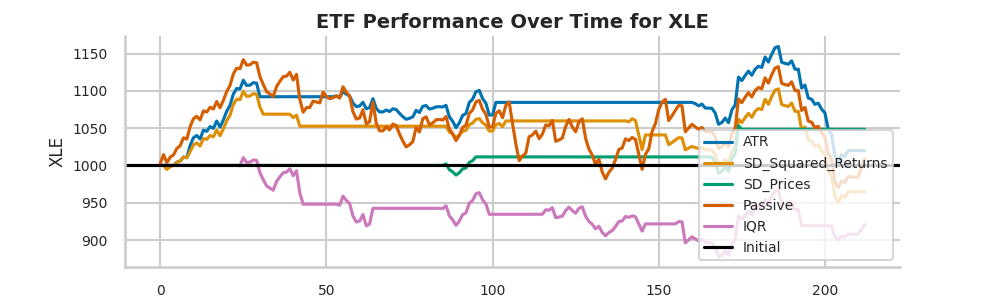 ETF Performance Over Time for XLE
XLE
1150
1100
1050
1000
950
900
0
50
100
150
200
ATR
SD_Squared_Returns
SD_Prices
Passive
IQR
Initial